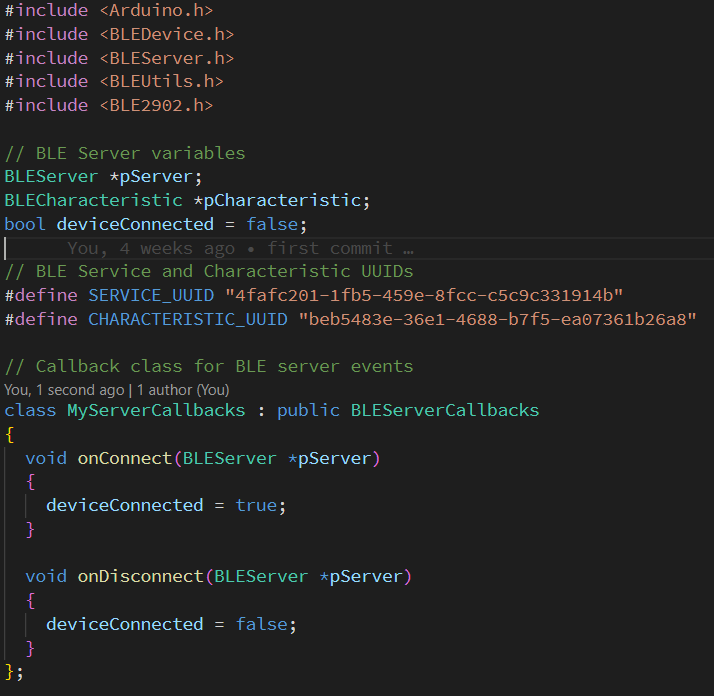 #include <Arduino.h>
#include <BLEDevice.h>
#include <BLEServer.h>
#include <BLEUtils.h>
#include <BLE2902.h>

// BLE Server variables
BLEServer *pServer;
BLECharacteristic *pCharacteristic;
bool deviceConnected = false;
You, 4 weeks ago • first commit …
// BLE Service and Characteristic UUIDs
#define SERVICE_UUID "4fafc201-1fb5-459e-8fcc-c5c9c331914b"
#define CHARACTERISTIC_UUID "beb5483e-36e1-4688-b7f5-ea07361b26a8"

// Callback class for BLE server events
You, 1 second ago | 1 author (You)
class MyServerCallbacks : public BLEServerCallbacks
{
  void onConnect(BLEServer *pServer)
  {
    deviceConnected = true;
  }

  void onDisconnect(BLEServer *pServer)
  {
    deviceConnected = false;
  }
};